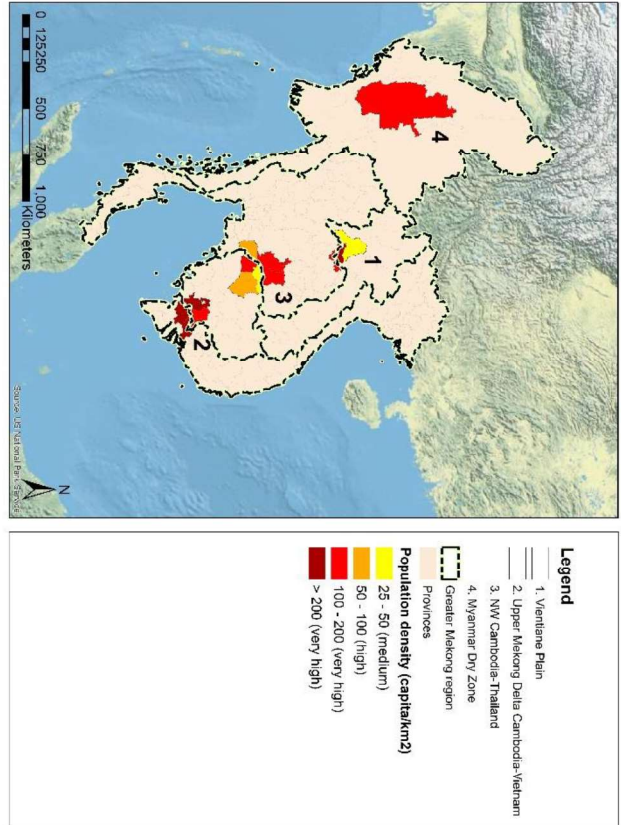 4
1
3
2
0 125250 500 750 1,000
Kilometers
Source: US National Park Service
N
Legend
1. Vientiane Plain
2. Upper Mekong Delta Cambodia-Vietnam
3. NW Cambodia-Thailand
4. Myanmar Dry Zone
Greater Mekong region
Provinces
Population density (capita/km2)
25 - 50 (medium)
50 - 100 (high)
100 - 200 (very high)
> 200 (very high)